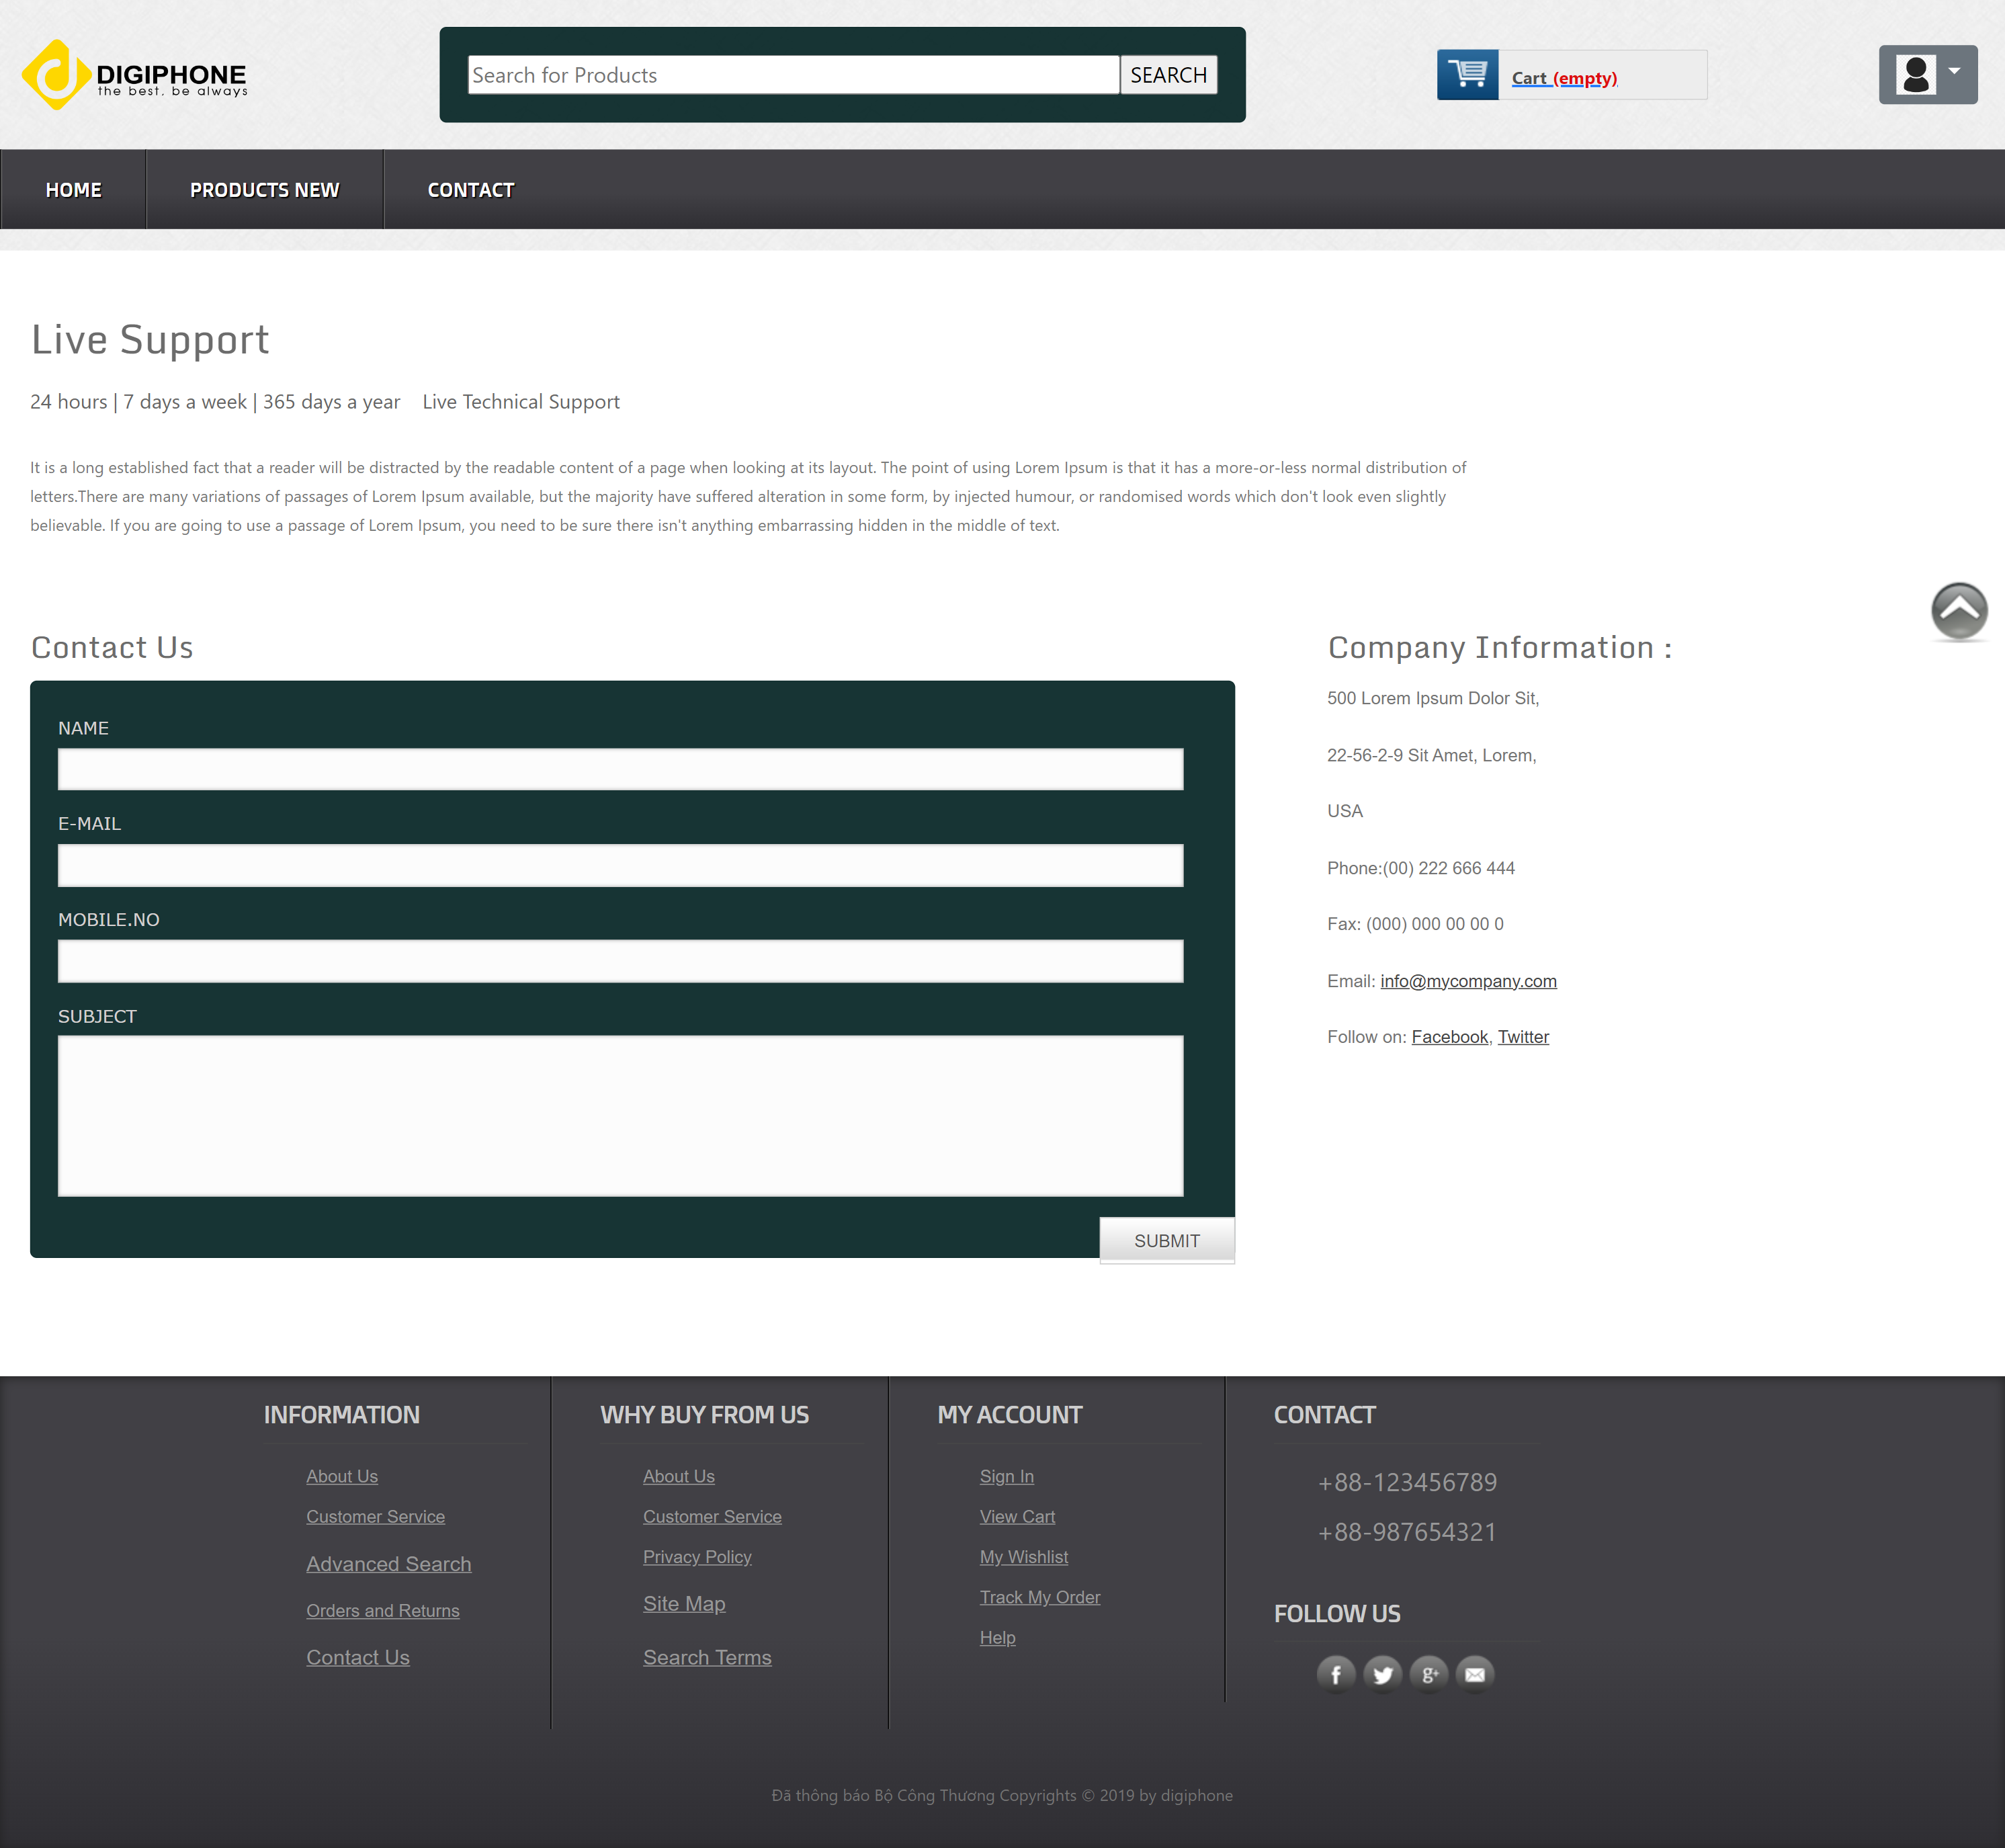 DIGIPHONE
the best. be always
Search for Products
SEARCH
Cart (empty)
HOME
PRODUCTS NEW
CONTACT
Live Support
24 hours | 7 days a week | 365 days a year    Live Technical Support
It is a long established fact that a reader will be distracted by the readable content of a page when looking at its layout. The point of using Lorem Ipsum is that it has a more-or-less normal distribution of
letters.There are many variations of passages of Lorem Ipsum available, but the majority have suffered alteration in some form, by injected humour, or randomised words which don't look even slightly
believable. If you are going to use a passage of Lorem Ipsum, you need to be sure there isn't anything embarrassing hidden in the middle of text.
Contact Us
NAME
E-MAIL
MOBILE.NO
SUBJECT
SUBMIT
Company Information :
500 Lorem Ipsum Dolor Sit,
22-56-2-9 Sit Amet, Lorem,
USA
Phone:(00) 222 666 444
Fax: (000) 000 00 00 0
Email: info@mycompany.com
Follow on: Facebook, Twitter
INFORMATION
About Us
Customer Service
Advanced Search
Orders and Returns
Contact Us
WHY BUY FROM US
About Us
Customer Service
Privacy Policy
Site Map
Search Terms
MY ACCOUNT
Sign In
View Cart
My Wishlist
Track My Order
Help
CONTACT
+88-123456789
+88-987654321
FOLLOW US
Đã thông báo Bộ Công Thương Copyrights © 2019 by digiphone